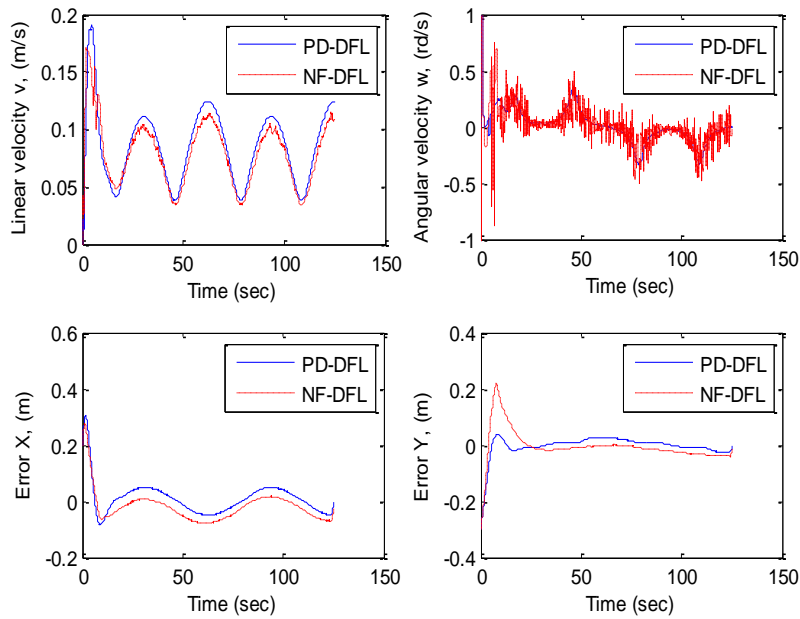 Linear velocity v, (m/s)
0.2
0.15
0.1
0.05
0
PD-DFL
NF-DFL
0
50
100
150
Time (sec)
Angular velocity w, (rd/s)
1
0.5
0
-0.5
-1
PD-DFL
NF-DFL
0
50
100
150
Time (sec)
Error X, (m)
0.6
0.4
0.2
0
-0.2
PD-DFL
NF-DFL
0
50
100
150
Time (sec)
Error Y, (m)
0.4
0.2
0
-0.2
-0.4
PD-DFL
NF-DFL
0
50
100
150
Time (sec)